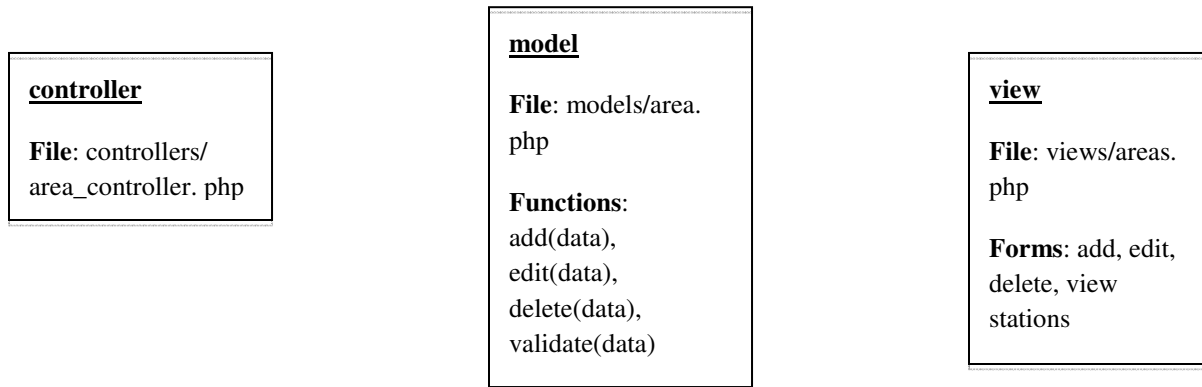 controller
File: controllers/
area_controller. php
model
File: models/area.
php
Functions:
add(data),
edit(data),
delete(data),
validate(data)
view
File: views/areas.
php
Forms: add, edit,
delete, view
stations